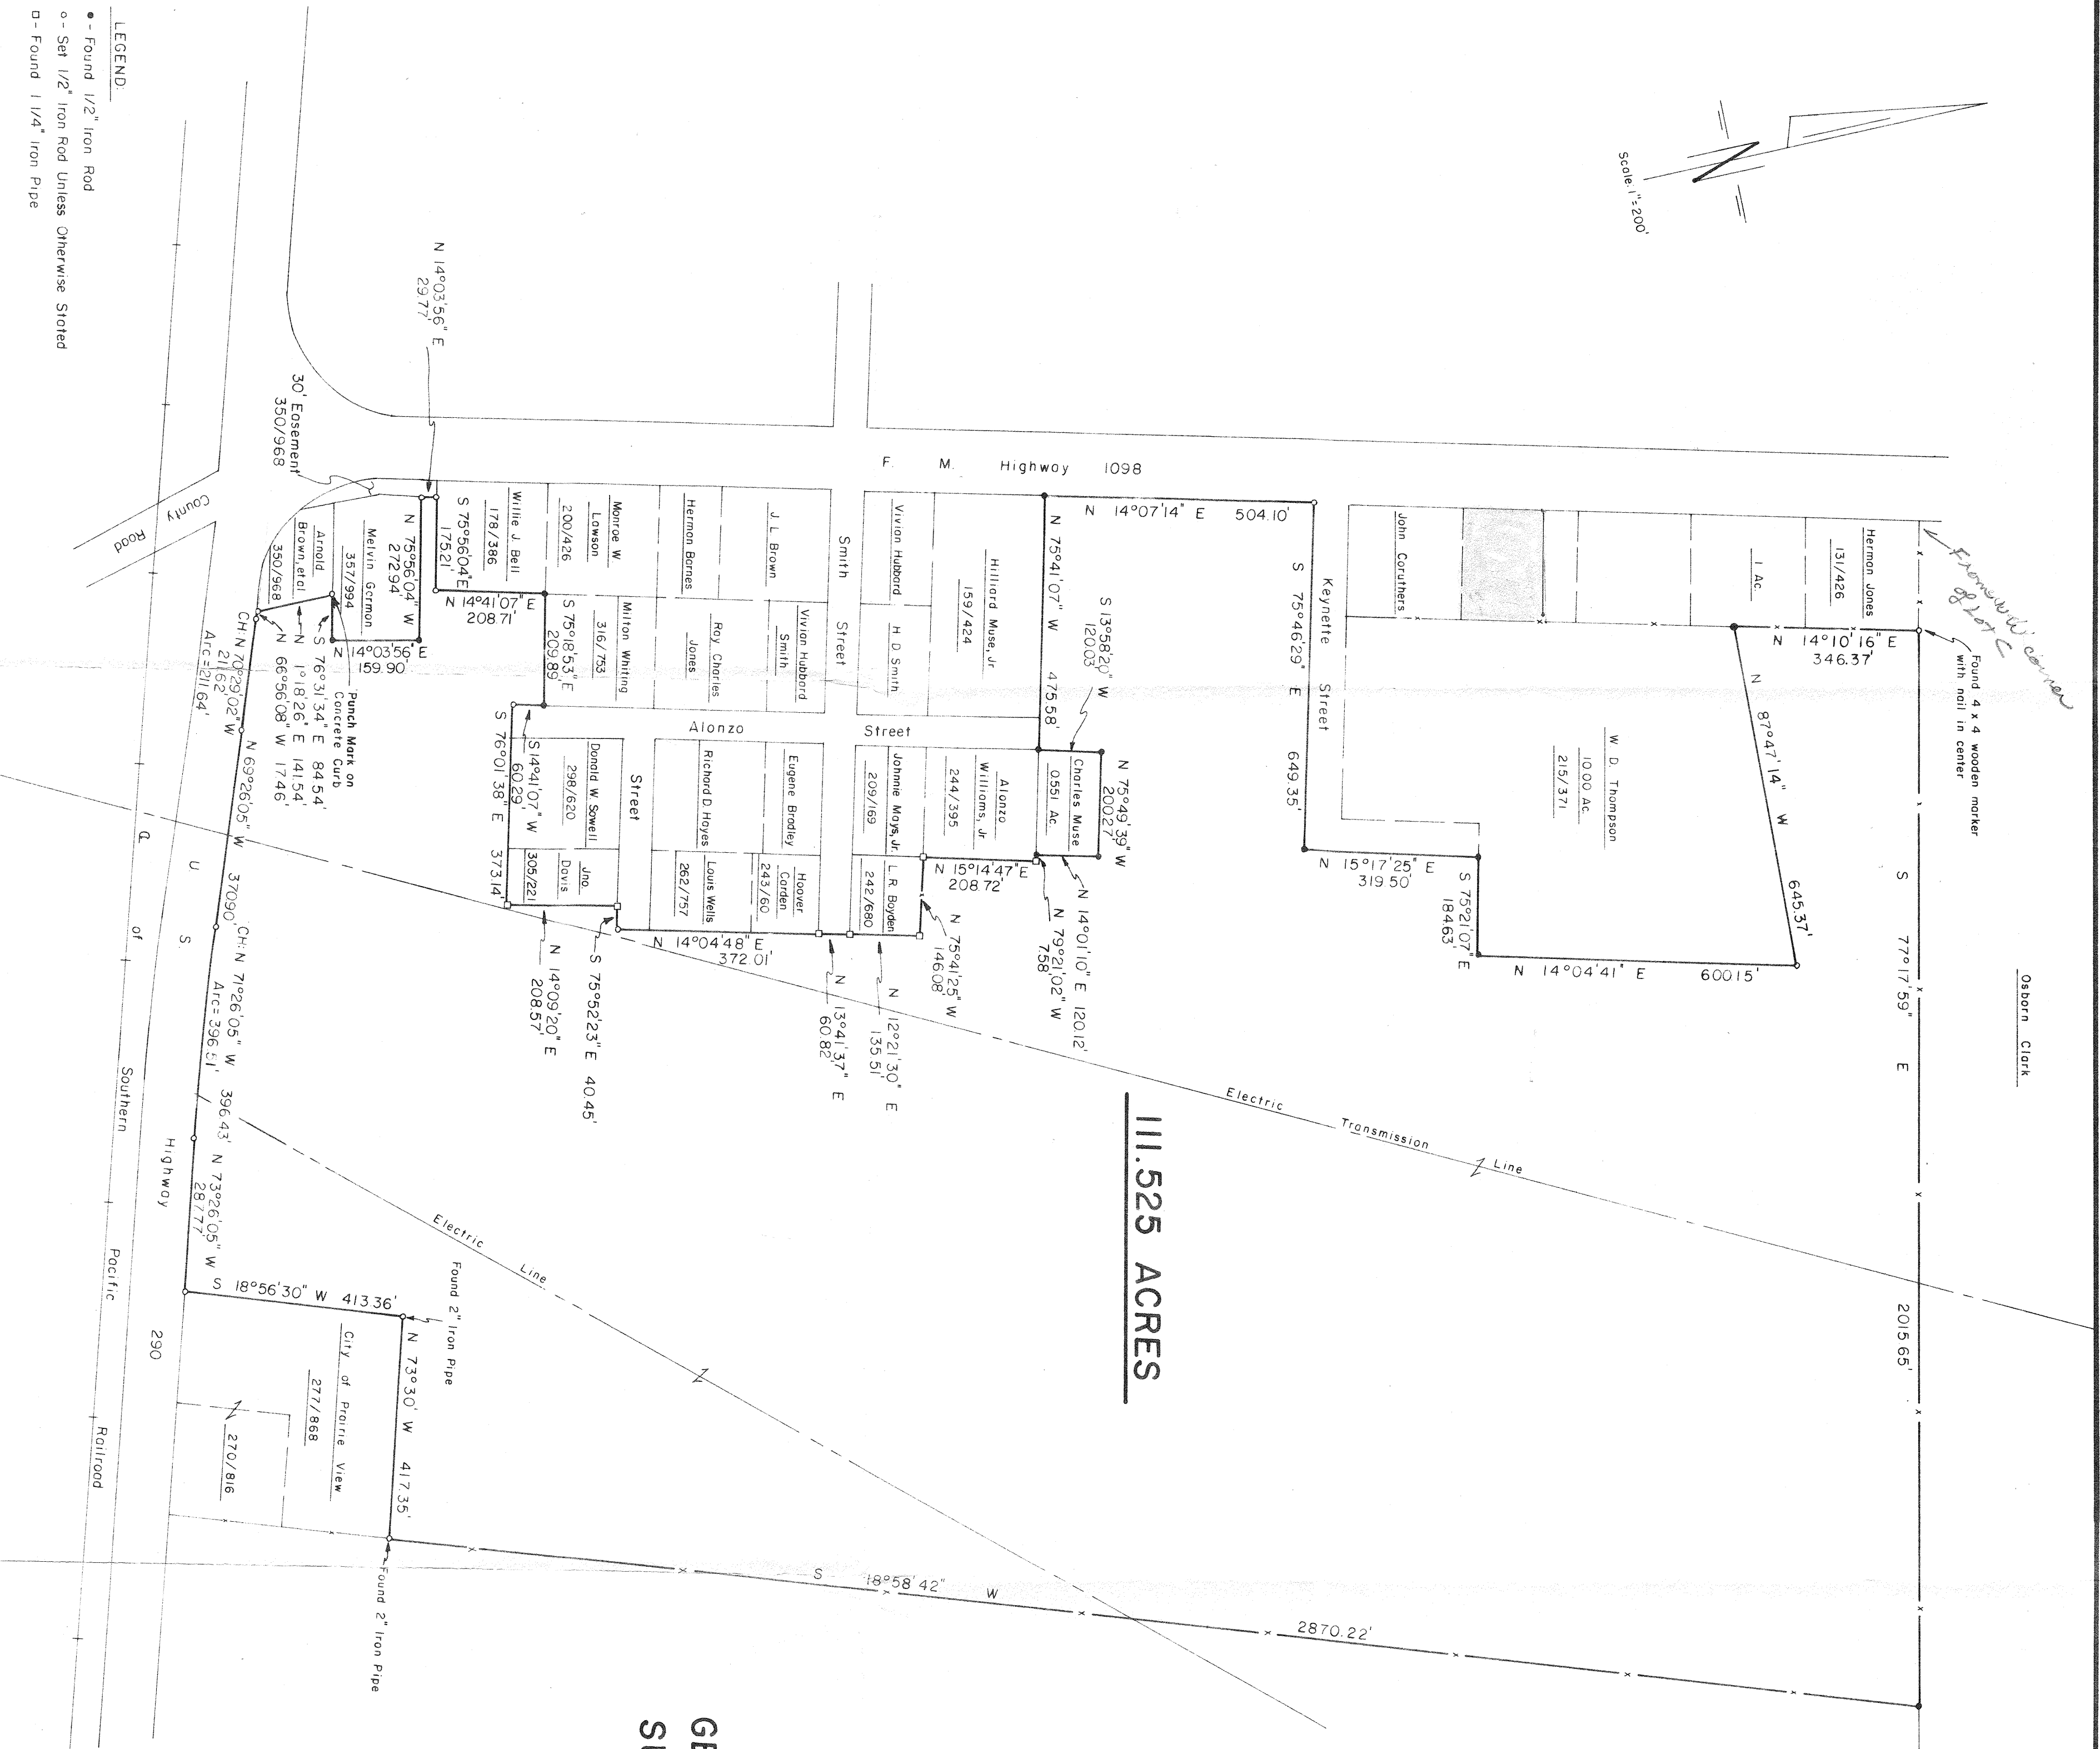 LEGEND:
● - Found 1/2" Iron Rod
○ - Set 1/2" Iron Rod Unless Otherwise Stated
□ - Found 1 1/4" Iron Pipe
Scale: 1" = 200'
Found 4 x 4 wooden marker
with nail in center
of Lot C
Osborn Clark
S 77°17'59" E 2015.65'
Herman Jones
131/426
1 Ac.
John Coruthers
N 14°10'16" E
346.37'
N 87°47'14" W 645.37'
W. D. Thompson
10.00 Ac.
215/371
N 14°04'41" E 600.15'
S 75°21'07" E
184.63'
N 15°17'25" E
319.50'
Keynette Street
S 75°46'29" E 649.35'
N 14°07'14" E 504.10'
F. M. Highway 1098
N 75°41'07" W 475.58'
S 13°58'20" W
120.03'
N 75°49'39" W
200.27'
Charles Muse
0.551 Ac.
N 14°01'10" E 120.12'
N 79°21'02" W
7.58'
N 15°14'47" E
208.72'
N 75°41'25" W
146.08'
N 12°21'30" E
135.51'
N 13°41'37" E
60.82'
Hilliard Muse, Jr.
159/424
Vivian Hubbard
H. D. Smith
Alonzo
Williams, Jr.
244/395
Johnnie Mays, Jr.
209/169
L. R. Boyden
242/680
Smith Street
Alonzo Street
J. L. Brown
Vivian Hubbard
Smith
Herman Barnes
Ray Charles
Jones
Eugene Bradley
Hoover
Carden
243/60
Richard D. Hayes
Louis Wells
262/757
N 14°04'48" E
372.01'
Street
S 75°52'23" E 40.45'
Monroe W.
Lawson
200/426
Milton Whiting
316/753
Donald W. Sowell
298/620
Jno.
Davis
305/221
N 14°09'20" E
208.57'
Willie J. Bell
178/386
S 75°18'53" E
209.89'
S 14°41'07" W
60.29'
S 76°01'38" E 373.14'
N 14°41'07" E
208.71'
S 75°56'04" E
175.21'
N 14°03'56" E
29.77'
N 75°56'04" W
272.94'
Melvin Germon
357/994
N 14°03'56" E
159.90'
Punch Mark on
Concrete Curb
Arnold
Brown, et al
350/968
30' Easement
350/968
S 76°31'34" E 84.54'
N 1°18'26" E 141.54'
N 66°56'08" W 17.46'
CH: N 70°29'02" W
211.62'
Arc = 211.64'
N 69°26'05" W 370.90'
CH: N 71°26'05" W 396.43'
Arc = 396.51'
N 73°26'05" W
287.77'
County Road
U. S. Highway 290
℄ of Southern Pacific Railroad
S 18°56'30" W 413.36'
Found 2" Iron Pipe
N 73°30' W 417.35'
Found 2" Iron Pipe
City of Prairie View
277/868
270/816
Electric Line
Electric Transmission Line
111.525 ACRES
S 18°58'42" W 2870.22'